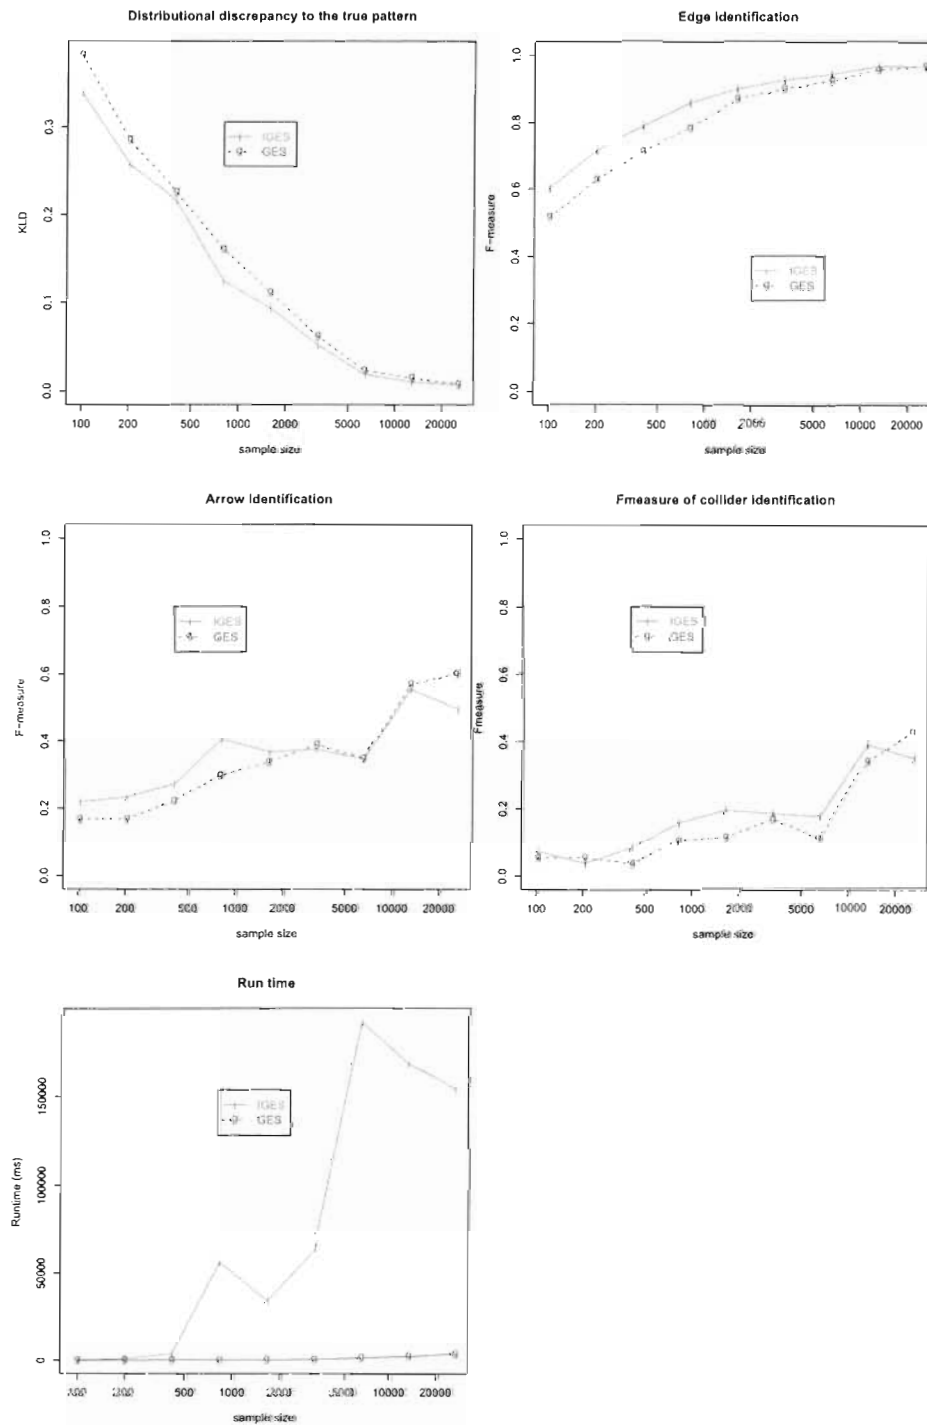 Distributional discrepancy to the true pattern
KLD
0.0 0.1 0.2 0.3
IGES
g GES
100 200 500 1000 2000 5000 10000 20000
sample size
Edge identification
F-measure
0.0 0.2 0.4 0.6 0.8 1.0
IGES
g GES
100 200 500 1000 2000 5000 10000 20000
sample size
Arrow Identification
F-measure
0.0 0.2 0.4 0.6 0.8 1.0
IGES
g GES
100 200 500 1000 2000 5000 10000 20000
sample size
Fmeasure of collider identification
Fmeasure
0.0 0.2 0.4 0.6 0.8 1.0
IGES
g GES
100 200 500 1000 2000 5000 10000 20000
sample size
Run time
Runtime (ms)
0 50000 100000 150000
IGES
g GES
100 200 500 1000 2000 5000 10000 20000
sample size